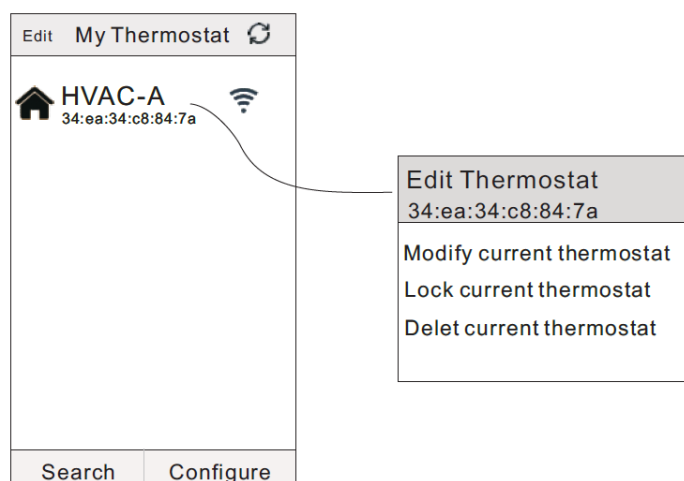 Edit My Thermostat
HVAC-A
34:ea:34:c8:84:7a
Edit Thermostat
34:ea:34:c8:84:7a
Modify current thermostat
Lock current thermostat
Delet current thermostat
Search Configure